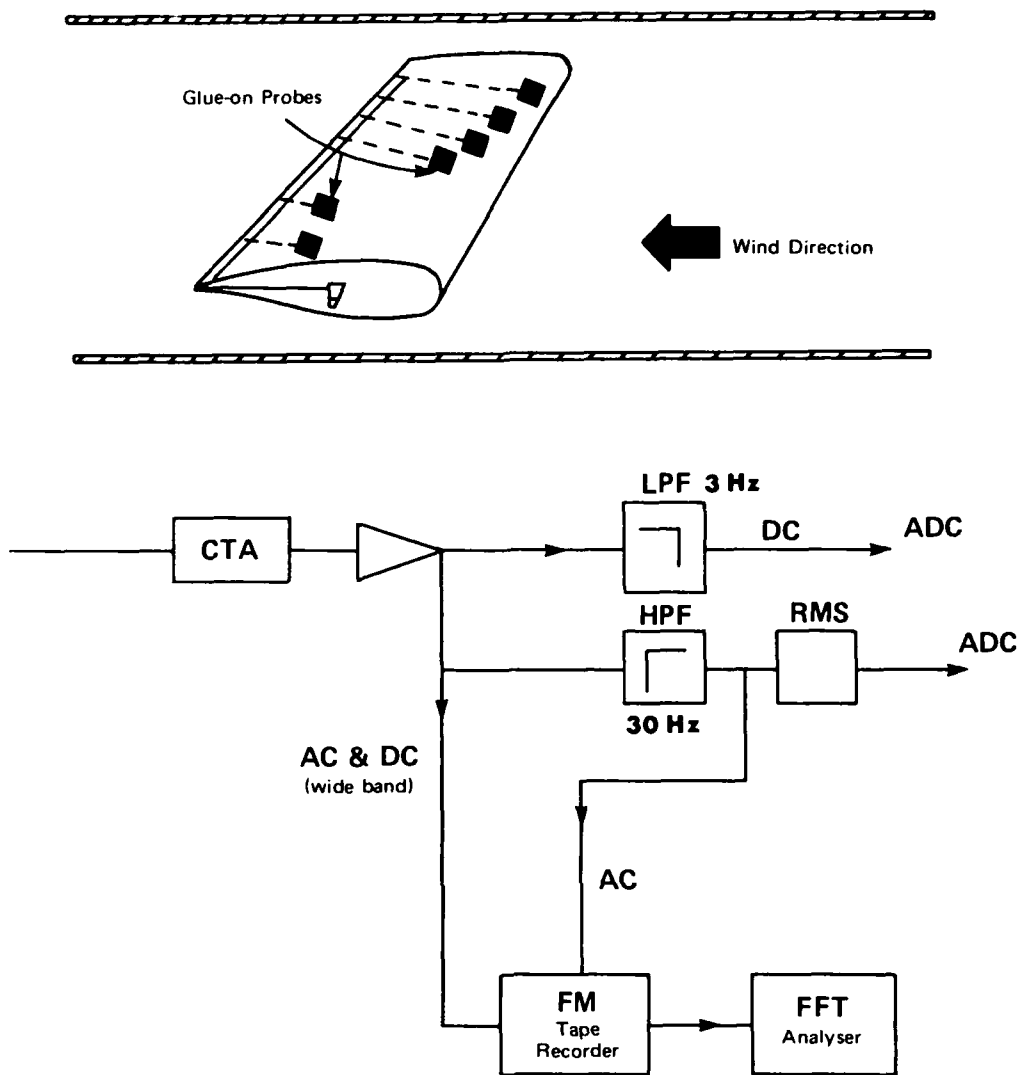 Glue-on Probes
Wind Direction
LPF 3 Hz
CTA
DC
ADC
HPF
RMS
ADC
30 Hz
AC & DC
(wide band)
AC
FM
Tape
Recorder
FFT
Analyser